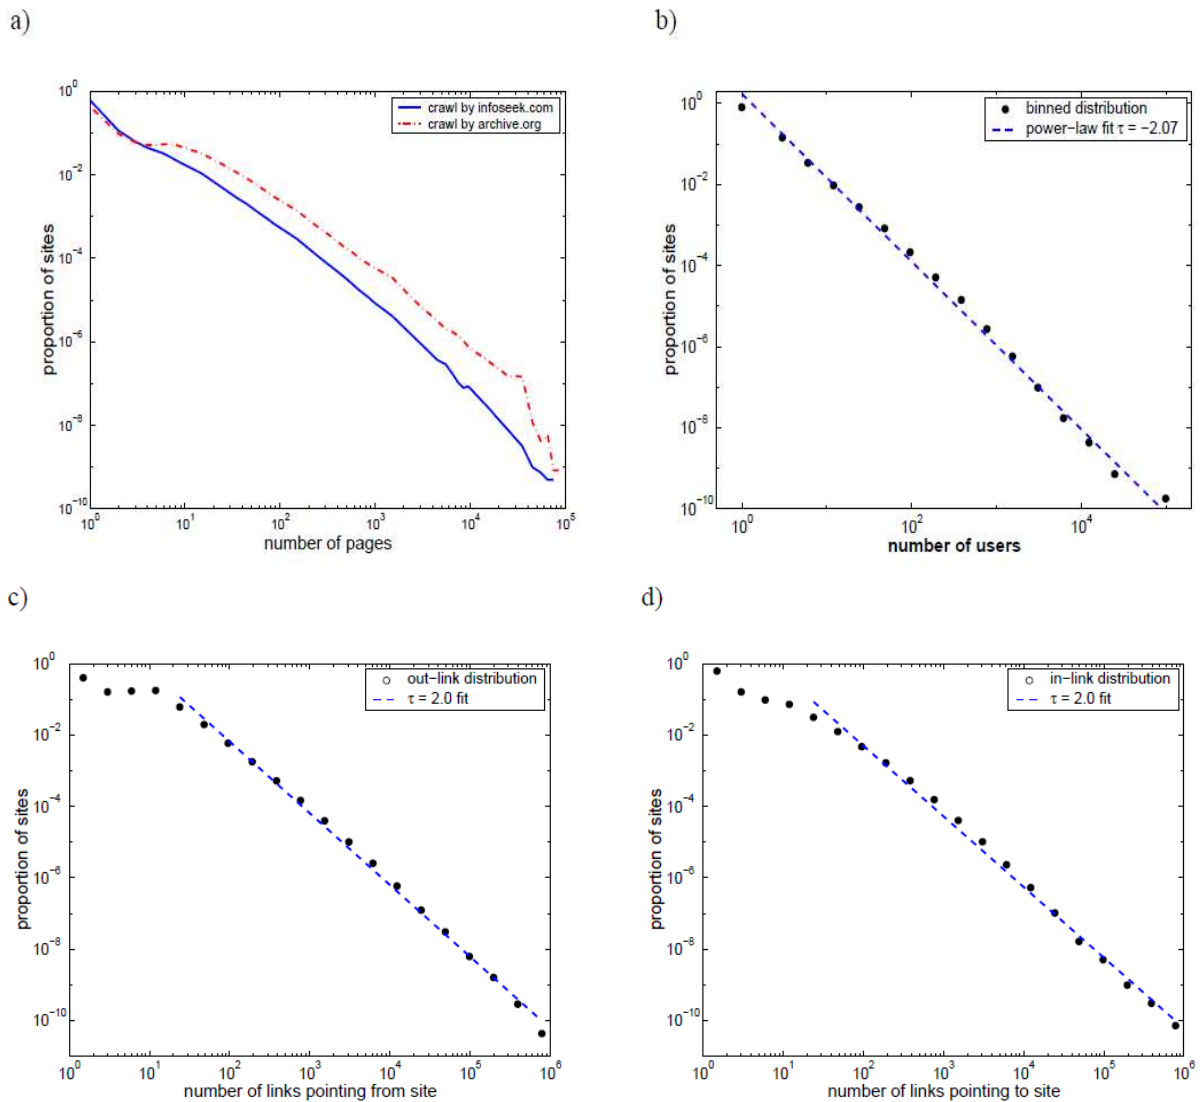 a)
10^0
10^-2
10^-4
10^-6
10^-8
10^-10
proportion of sites
crawl by infoseek.com
crawl by archive.org
10^0 10^1 10^2 10^3 10^4 10^5
number of pages
b)
10^0
10^-2
10^-4
10^-6
10^-8
10^-10
proportion of sites
binned distribution
power-law fit τ = -2.07
10^0 10^2 10^4
number of users
c)
10^0
10^-2
10^-4
10^-6
10^-8
10^-10
proportion of sites
out-link distribution
τ = 2.0 fit
10^0 10^1 10^2 10^3 10^4 10^5 10^6
number of links pointing from site
d)
10^0
10^-2
10^-4
10^-6
10^-8
10^-10
proportion of sites
in-link distribution
τ = 2.0 fit
10^0 10^1 10^2 10^3 10^4 10^5 10^6
number of links pointing to site